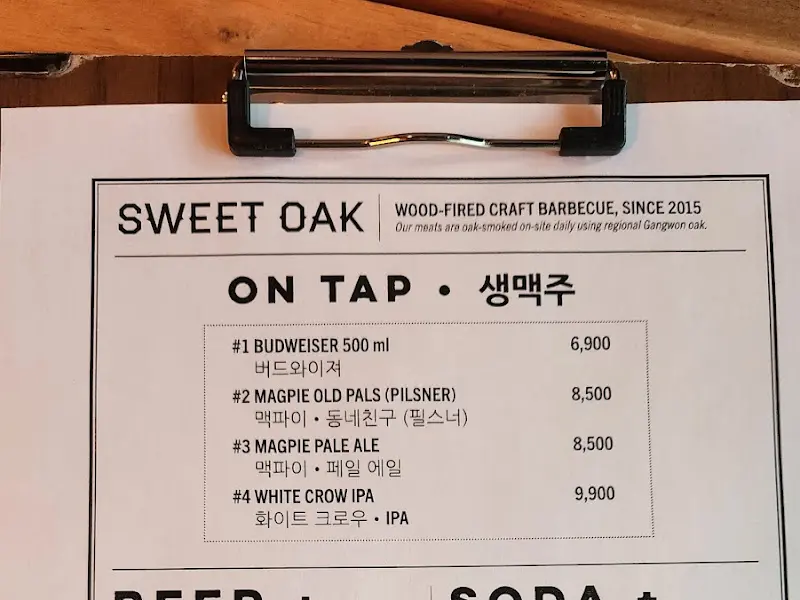 SWEET OAK
WOOD-FIRED CRAFT BARBECUE, SINCE 2015
Our meats are oak-smoked on-site daily using regional Gangwon oak.
ON TAP • 생맥주
#1 BUDWEISER 500 ml 6,900
버드와이져
#2 MAGPIE OLD PALS (PILSNER) 8,500
맥파이 • 동네친구 (필스너)
#3 MAGPIE PALE ALE 8,500
맥파이 • 페일 에일
#4 WHITE CROW IPA 9,900
화이트 크로우 • IPA
BEER +
SODA +